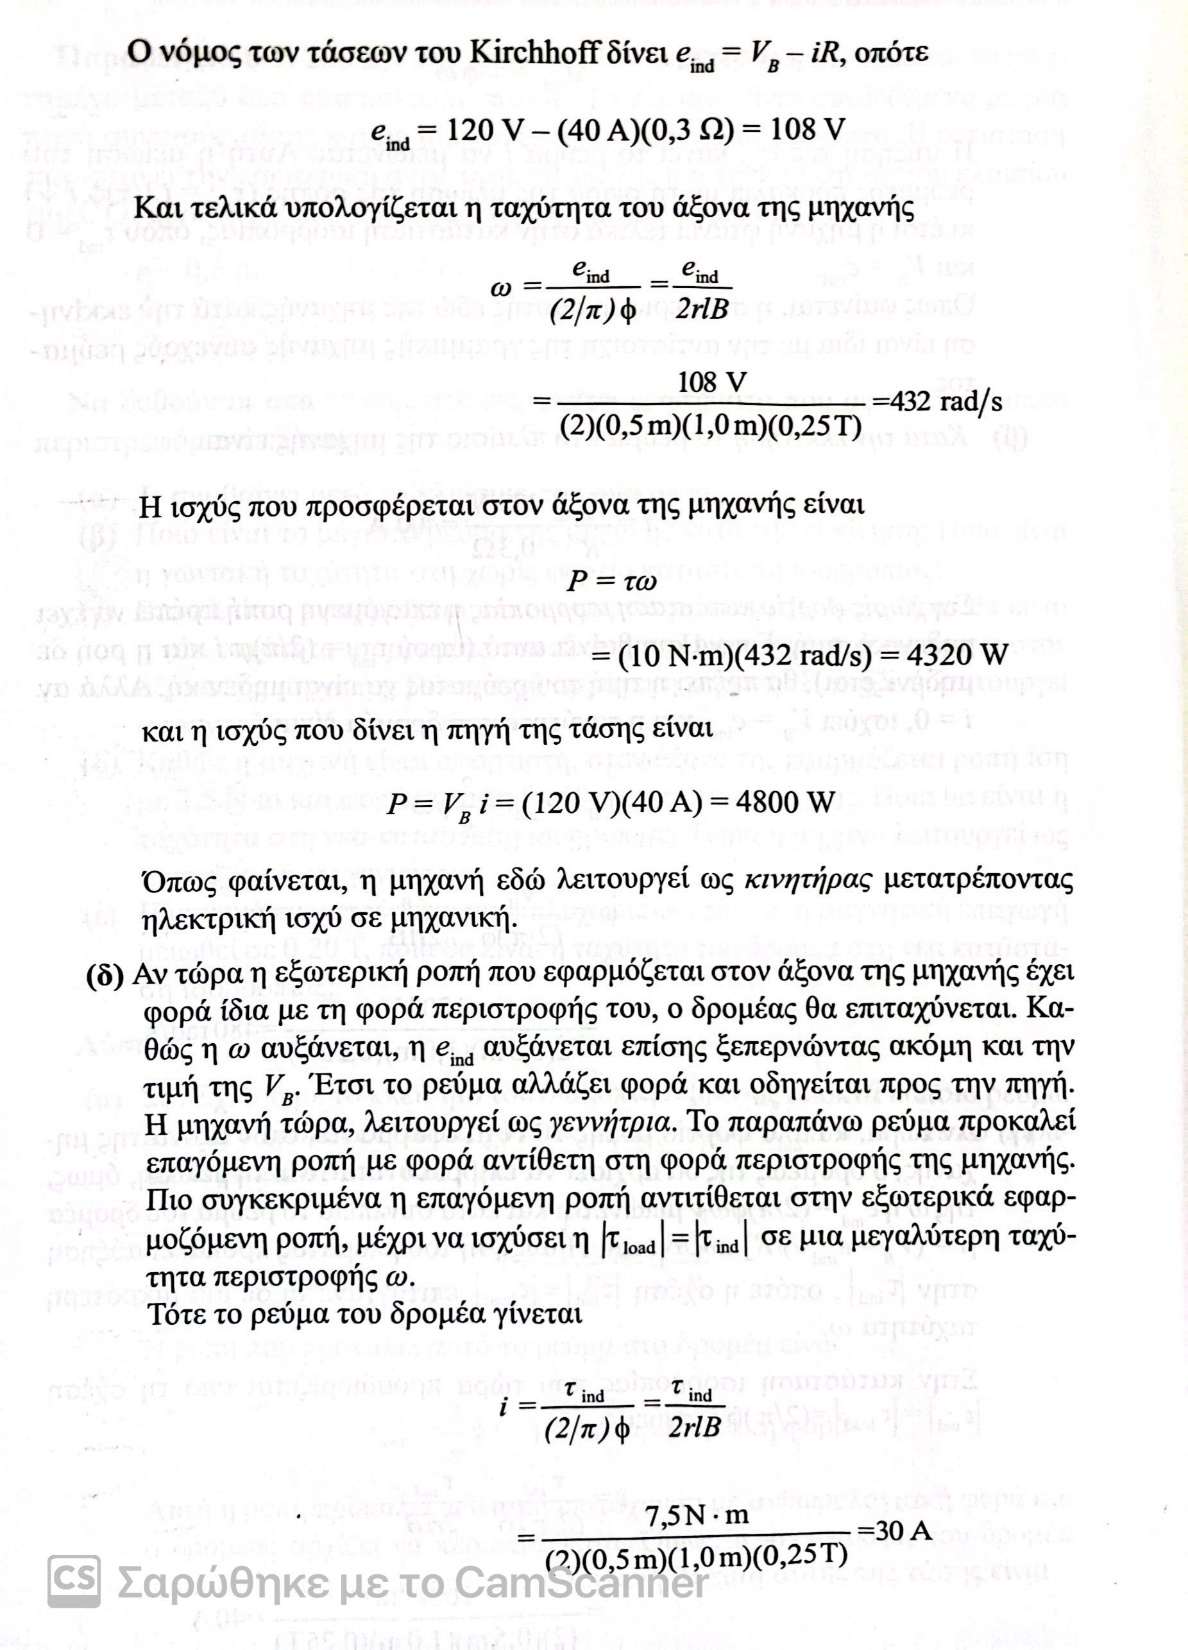 Ο νόμος των τάσεων του Kirchhoff δίνει e_ind = V_B – iR, οπότε
e_ind = 120 V – (40 A)(0,3 Ω) = 108 V
Και τελικά υπολογίζεται η ταχύτητα του άξονα της μηχανής
ω = e_ind / (2/π) φ = e_ind / 2rlB
= 108 V / (2)(0,5 m)(1,0 m)(0,25 T) =432 rad/s
Η ισχύς που προσφέρεται στον άξονα της μηχανής είναι
P = τω
= (10 N·m)(432 rad/s) = 4320 W
και η ισχύς που δίνει η πηγή της τάσης είναι
P = V_B i = (120 V)(40 A) = 4800 W
Όπως φαίνεται, η μηχανή εδώ λειτουργεί ως κινητήρας μετατρέποντας
ηλεκτρική ισχύ σε μηχανική.
(δ) Αν τώρα η εξωτερική ροπή που εφαρμόζεται στον άξονα της μηχανής έχει
φορά ίδια με τη φορά περιστροφής του, ο δρομέας θα επιταχύνεται. Κα-
θώς η ω αυξάνεται, η e_ind αυξάνεται επίσης ξεπερνώντας ακόμη και την
τιμή της V_B. Έτσι το ρεύμα αλλάζει φορά και οδηγείται προς την πηγή.
Η μηχανή τώρα, λειτουργεί ως γεννήτρια. Το παραπάνω ρεύμα προκαλεί
επαγόμενη ροπή με φορά αντίθετη στη φορά περιστροφής της μηχανής.
Πιο συγκεκριμένα η επαγόμενη ροπή αντιτίθεται στην εξωτερικά εφαρ-
μοζόμενη ροπή, μέχρι να ισχύσει η |τ_load| = |τ_ind| σε μια μεγαλύτερη ταχύ-
τητα περιστροφής ω.
Τότε το ρεύμα του δρομέα γίνεται
i = τ_ind / (2/π) φ = τ_ind / 2rlB
= 7,5 N · m / (2)(0,5 m)(1,0 m)(0,25 T) =30 A
CS Σαρώθηκε με το CamScanner